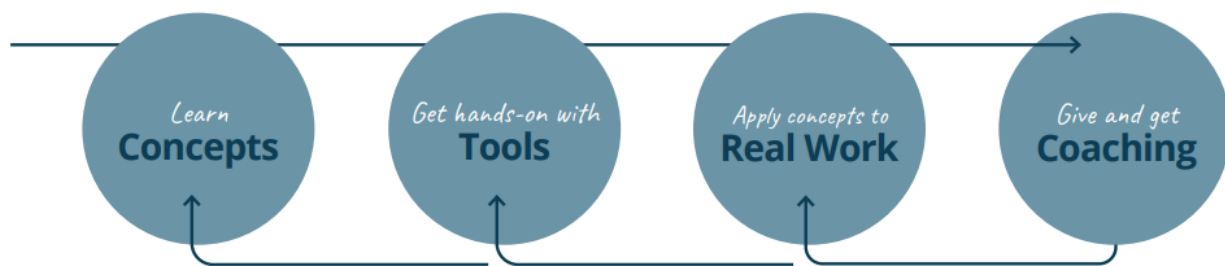 Learn
Concepts
Get hands-on with
Tools
Apply concepts to
Real Work
Give and get
Coaching